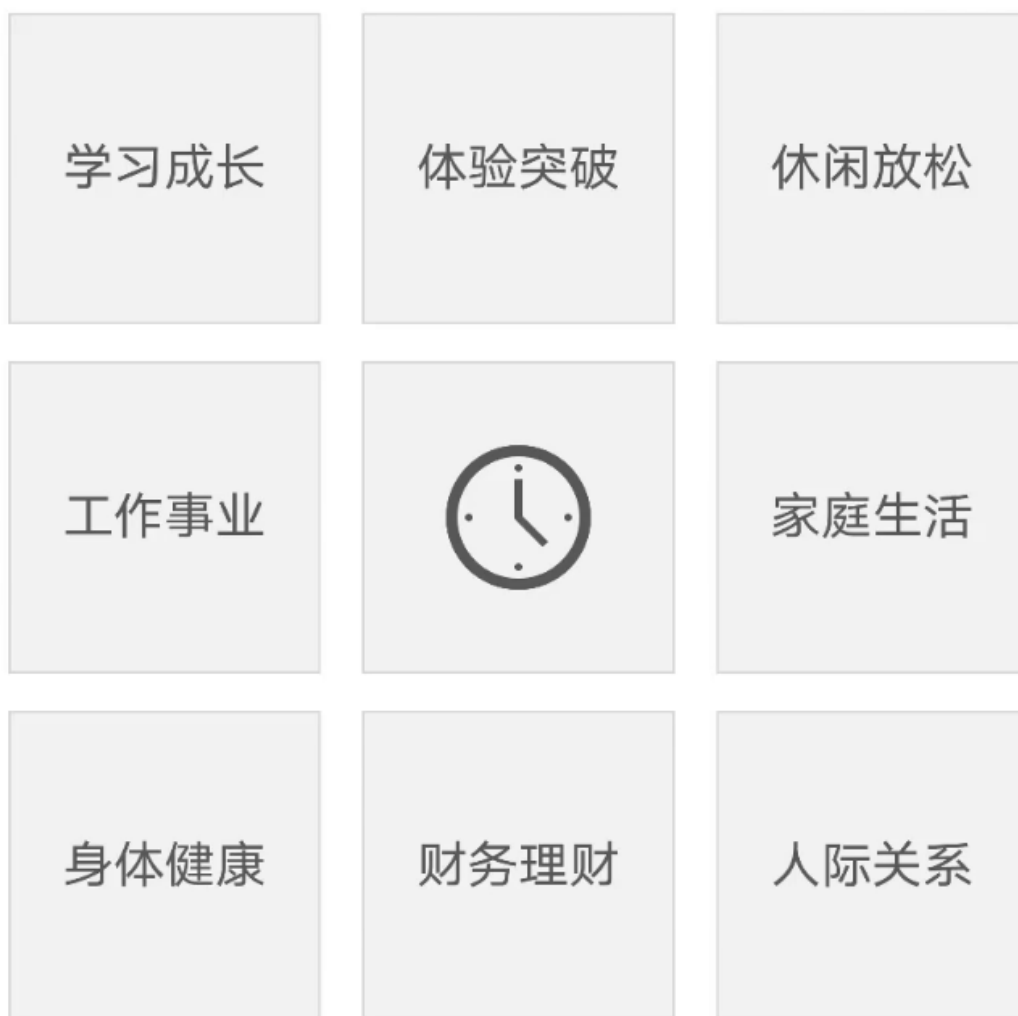 学习成长
体验突破
休闲放松
工作事业
家庭生活
身体健康
财务理财
人际关系